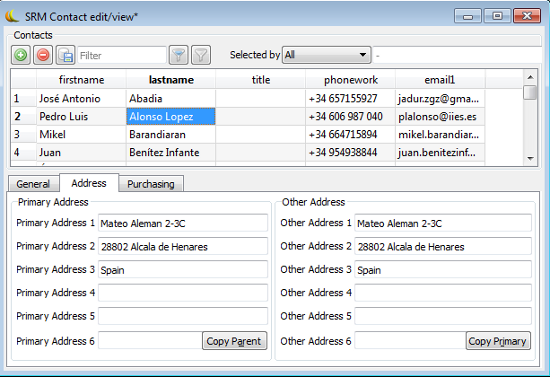 SRM Contact edit/view*
Contacts
Filter Selected by All -
firstname lastname title phonework email1
1 José Antonio Abadia +34 657155927 jadur.zgz@gma...
2 Pedro Luis Alonso Lopez +34 606 987 040 plalonso@iies.es
3 Mikel Barandiaran +34 664715894 mikel.barandiar...
4 Juan Benítez Infante +34 954938844 juan.benitezinf...
General Address Purchasing
Primary Address Other Address
Primary Address 1 Mateo Aleman 2-3C Other Address 1 Mateo Aleman 2-3C
Primary Address 2 28802 Alcala de Henares Other Address 2 28802 Alcala de Henares
Primary Address 3 Spain Other Address 3 Spain
Primary Address 4 Other Address 4
Primary Address 5 Other Address 5
Primary Address 6 Copy Parent Other Address 6 Copy Primary